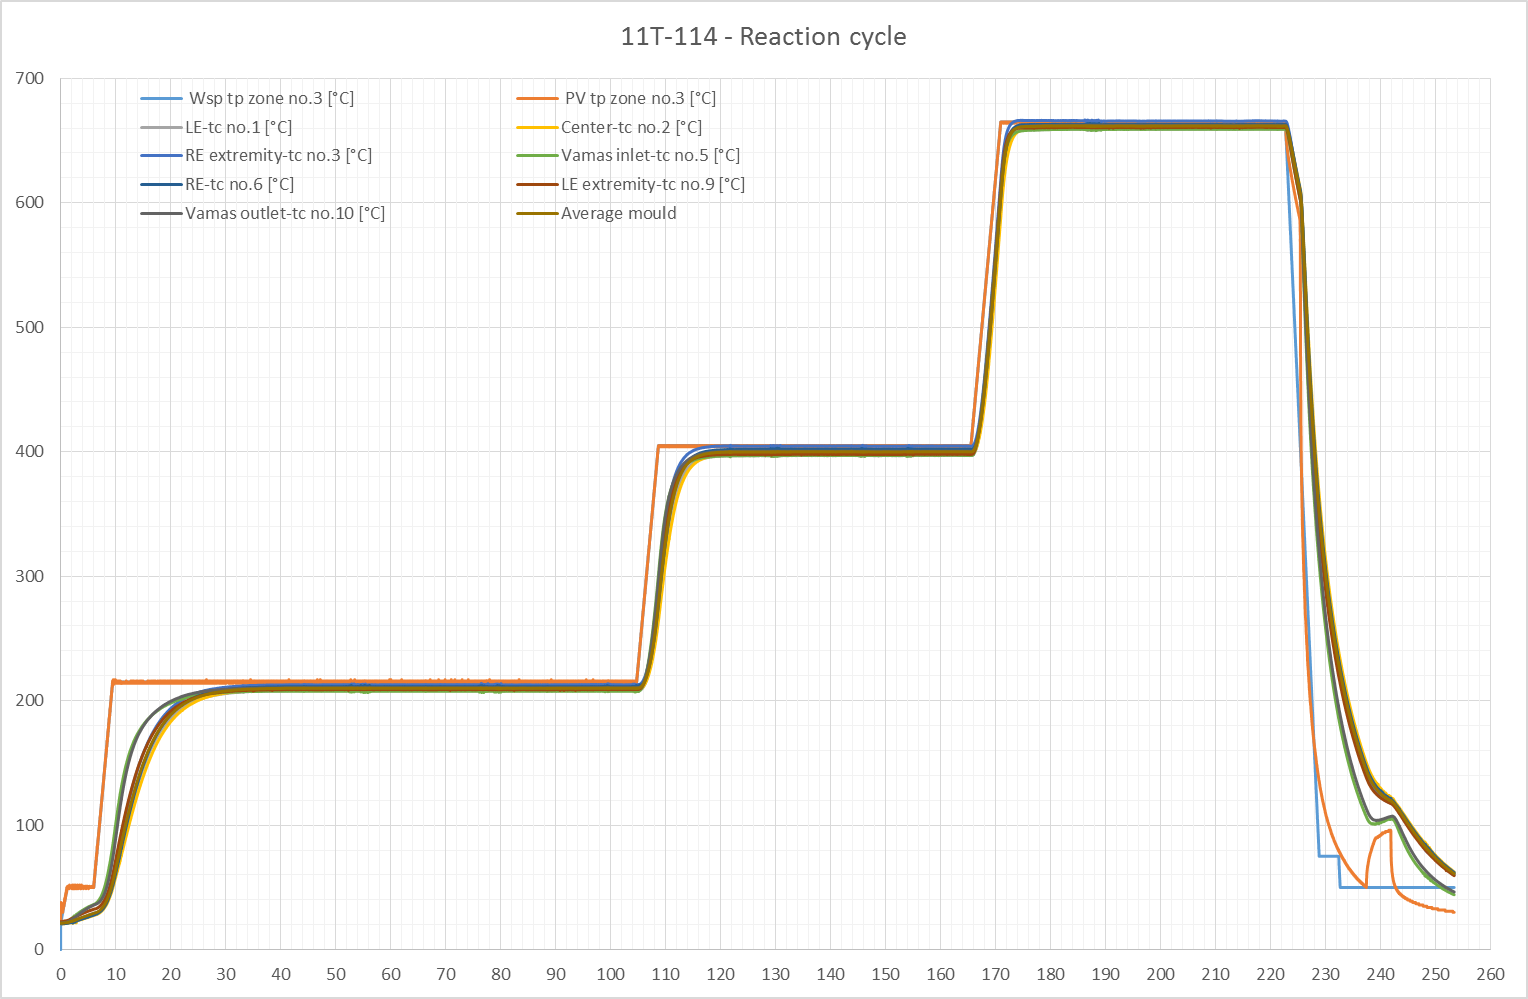 11T-114 - Reaction cycle
700
Wsp tp zone no.3 [°C] PV tp zone no.3 [°C]
LE-tc no.1 [°C] Center-tc no.2 [°C]
RE extremity-tc no.3 [°C] Vamas inlet-tc no.5 [°C]
RE-tc no.6 [°C] LE extremity-tc no.9 [°C]
600
Vamas outlet-tc no.10 [°C] Average mould
500
400
300
200
100
0
0 10 20 30 40 50 60 70 80 90 100 110 120 130 140 150 160 170 180 190 200 210 220 230 240 250 260